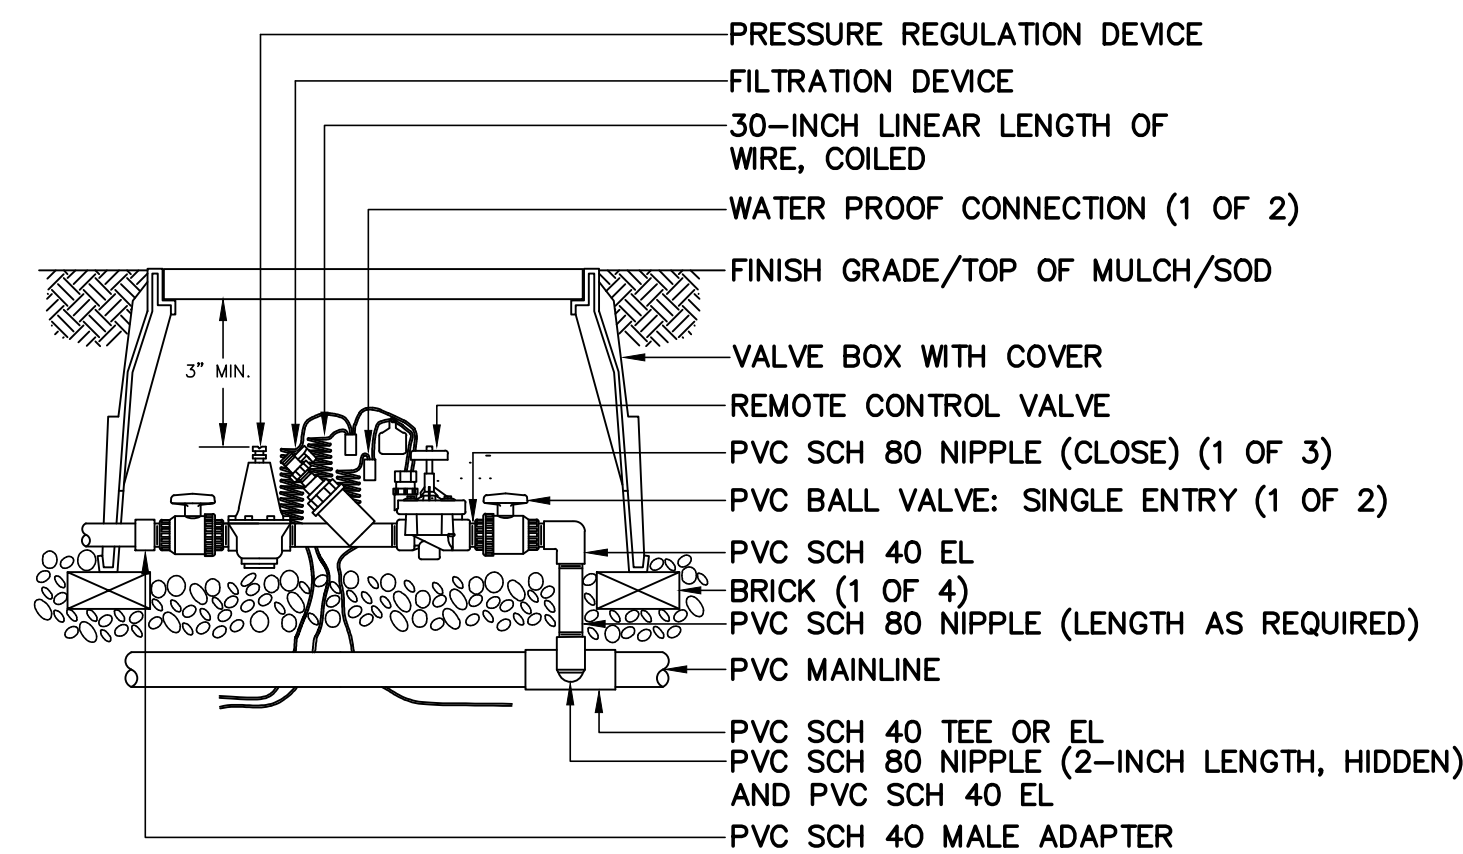 PRESSURE REGULATION DEVICE
FILTRATION DEVICE
30-INCH LINEAR LENGTH OF
WIRE, COILED
WATER PROOF CONNECTION (1 OF 2)
FINISH GRADE/TOP OF MULCH/SOD
VALVE BOX WITH COVER
3" MIN.
REMOTE CONTROL VALVE
PVC SCH 80 NIPPLE (CLOSE) (1 OF 3)
PVC BALL VALVE: SINGLE ENTRY (1 OF 2)
PVC SCH 40 EL
BRICK (1 OF 4)
PVC SCH 80 NIPPLE (LENGTH AS REQUIRED)
PVC MAINLINE
PVC SCH 40 TEE OR EL
PVC SCH 80 NIPPLE (2-INCH LENGTH, HIDDEN)
AND PVC SCH 40 EL
PVC SCH 40 MALE ADAPTER